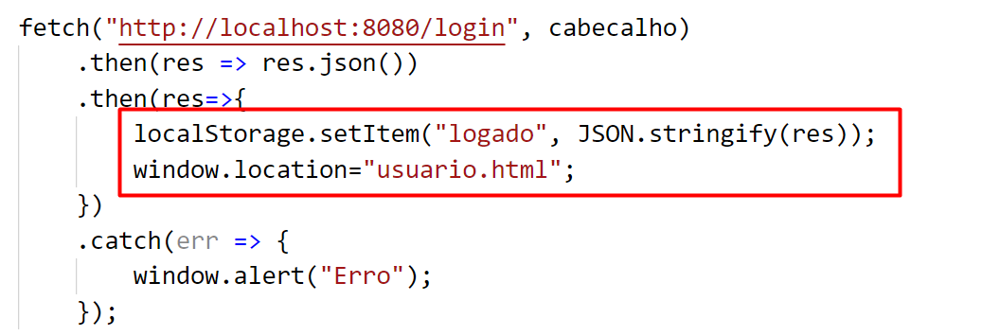 fetch("http://localhost:8080/login", cabecalho)
.then(res => res.json())
.then(res=>{
localStorage.setItem("logado", JSON.stringify(res));
window.location="usuario.html";
})
.catch(err => {
window.alert("Erro");
});